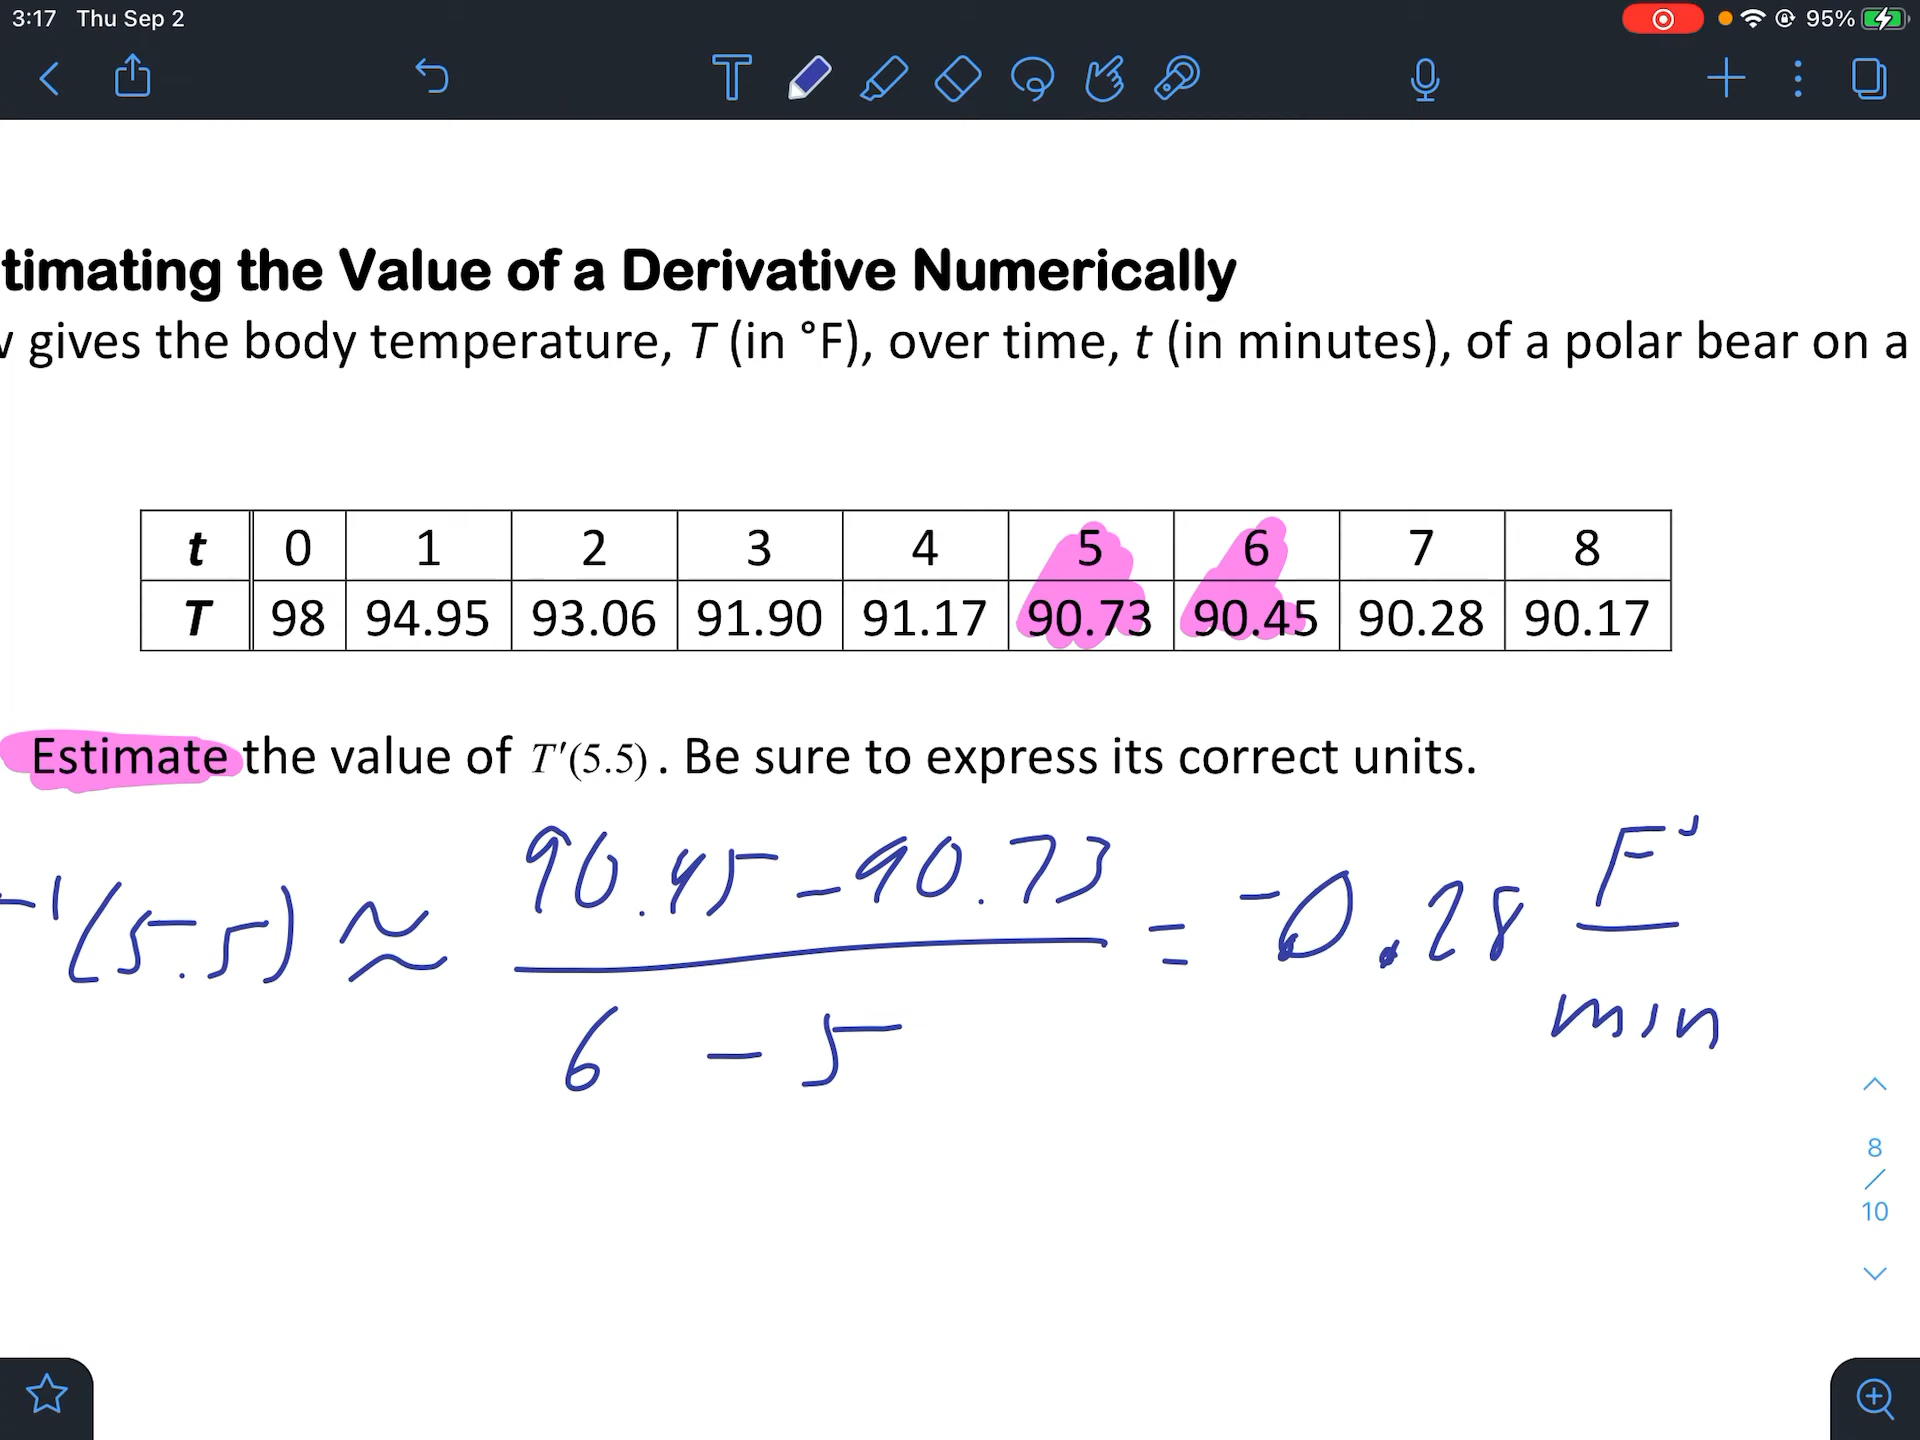 3:17 Thu Sep 2 95%
T
timating the Value of a Derivative Numerically
gives the body temperature, T (in °F), over time, t (in minutes), of a polar bear on a
t 0 1 2 3 4 5 6 7 8
T 98 94.95 93.06 91.90 91.17 90.73 90.45 90.28 90.17
Estimate the value of T′(5.5). Be sure to express its correct units.
90.45 - 90.73 F°
'(5.5) ≈ = -0.28
6 - 5 min
8
/
10